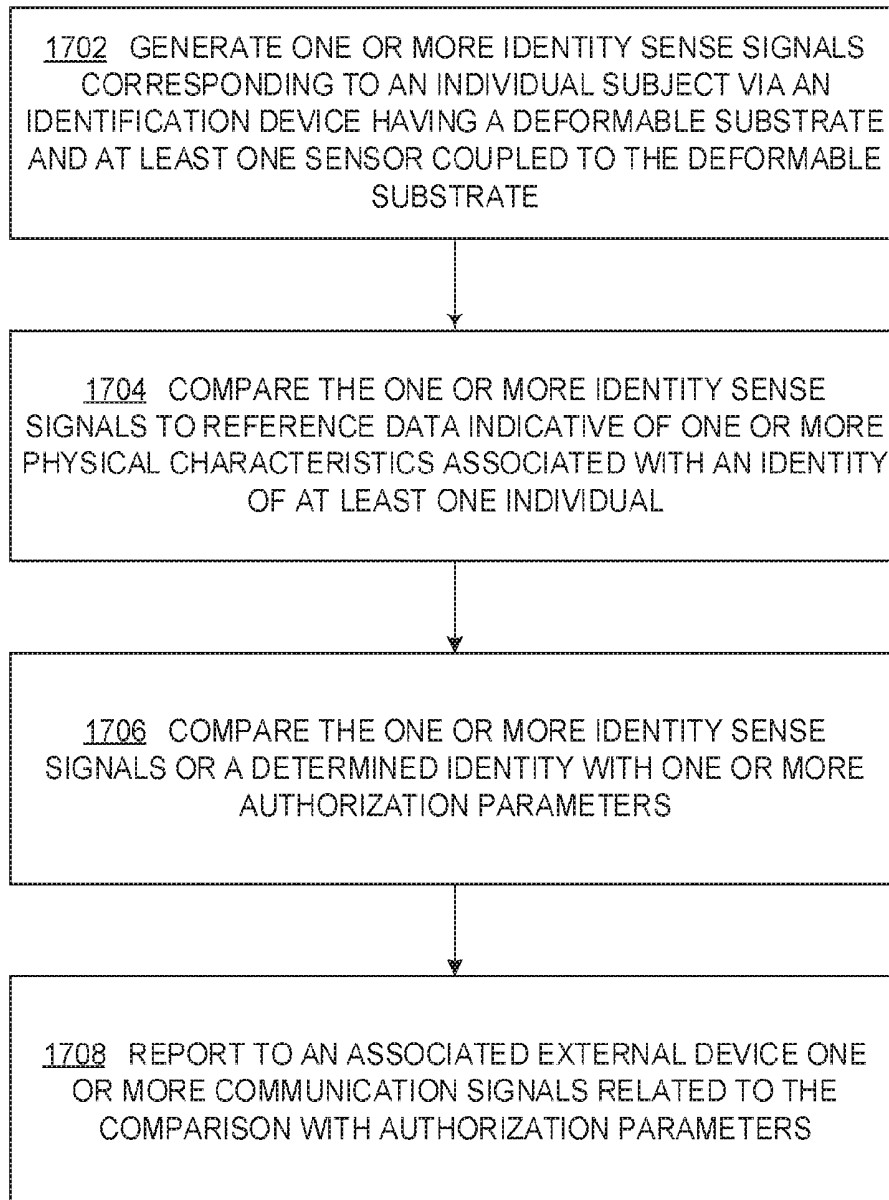 1702 GENERATE ONE OR MORE IDENTITY SENSE SIGNALS
CORRESPONDING TO AN INDIVIDUAL SUBJECT VIA AN
IDENTIFICATION DEVICE HAVING A DEFORMABLE SUBSTRATE
AND AT LEAST ONE SENSOR COUPLED TO THE DEFORMABLE
SUBSTRATE
1704 COMPARE THE ONE OR MORE IDENTITY SENSE
SIGNALS TO REFERENCE DATA INDICATIVE OF ONE OR MORE
PHYSICAL CHARACTERISTICS ASSOCIATED WITH AN IDENTITY
OF AT LEAST ONE INDIVIDUAL
1706 COMPARE THE ONE OR MORE IDENTITY SENSE
SIGNALS OR A DETERMINED IDENTITY WITH ONE OR MORE
AUTHORIZATION PARAMETERS
1708 REPORT TO AN ASSOCIATED EXTERNAL DEVICE ONE
OR MORE COMMUNICATION SIGNALS RELATED TO THE
COMPARISON WITH AUTHORIZATION PARAMETERS